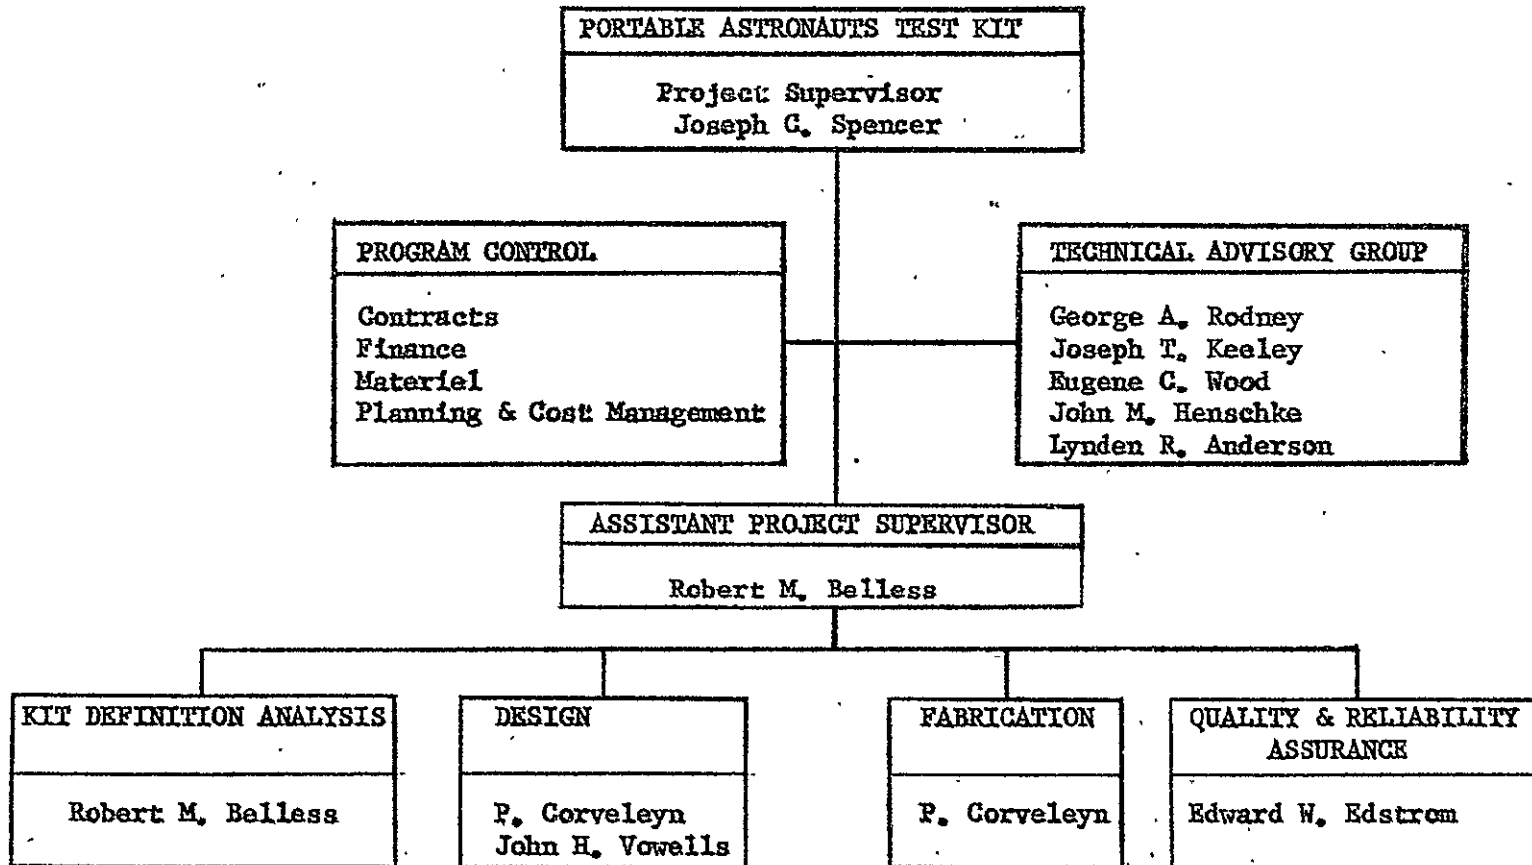 PORTABLE ASTRONAUTS TEST KIT
Project Supervisor
Joseph C. Spencer
PROGRAM CONTROL
Contracts
Finance
Materiel
Planning & Cost Management
TECHNICAL ADVISORY GROUP
George A. Rodney
Joseph T. Keeley
Eugene C. Wood
John M. Henschke
Lynden R. Anderson
ASSISTANT PROJECT SUPERVISOR
Robert M. Belless
KIT DEFINITION ANALYSIS
Robert M. Belless
DESIGN
P. Corveleyn
John H. Vowells
FABRICATION
P. Corveleyn
QUALITY & RELIABILITY
ASSURANCE
Edward W. Edstrom